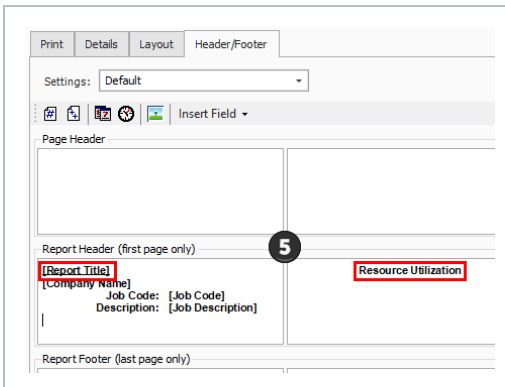 Print Details Layout Header/Footer
Settings: Default
Insert Field
Page Header
Report Header (first page only)
5
[Report Title] Resource Utilization
[Company Name]
Job Code: [Job Code]
Description: [Job Description]
Report Footer (last page only)